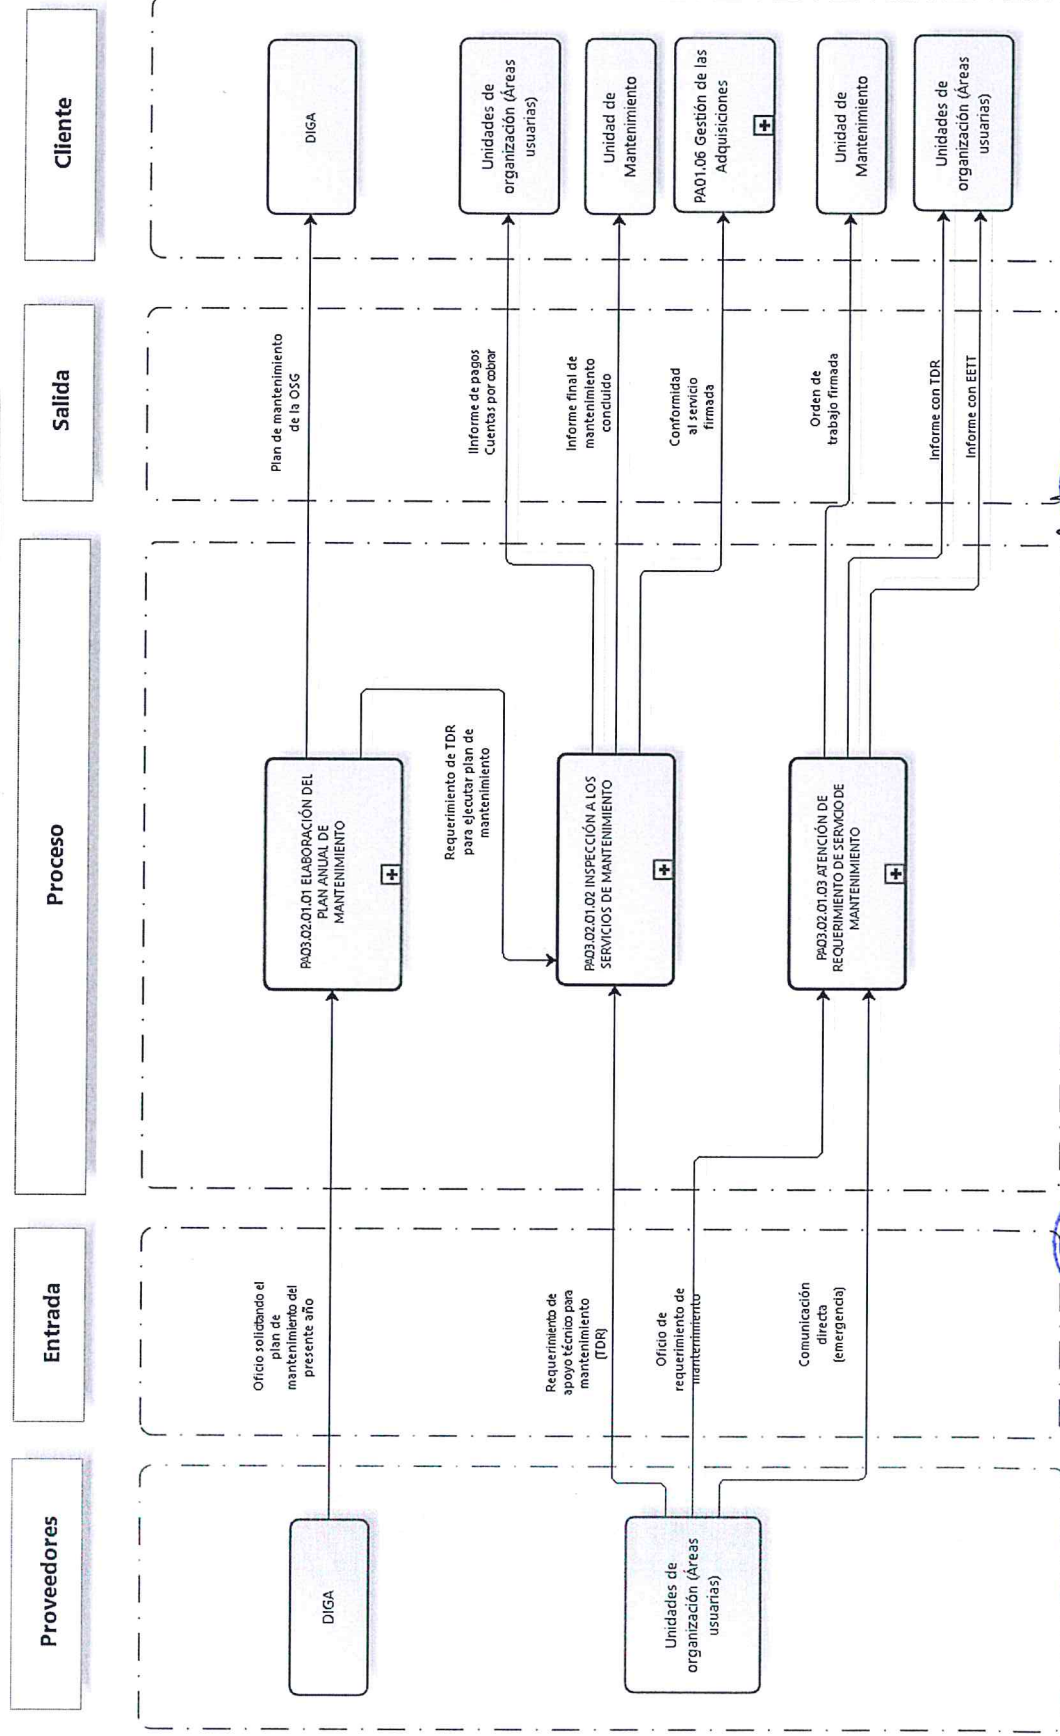 Proveedores
Entrada
Proceso
Salida
Cliente
DIGA
Oficio solicitando el
plan de
mantenimiento del
presente año
PA03.02.01.01 ELABORACIÓN DEL
PLAN ANUAL DE
MANTENIMIENTO
Plan de mantenimiento
de la OSG
DIGA
Requerimiento de TDR
para ejecutar plan de
mantenimiento
Unidades de
organización (Áreas
usuarias)
Requerimiento de
apoyo técnico para
mantenimiento
(TDR)
Oficio de
requerimiento de
mantenimiento
Comunicación
directa
(emergencia)
PA03.02.01.02 INSPECCIÓN A LOS
SERVICIOS DE MANTENIMIENTO
IInforme de pagos
Cuentas por cobrar
Unidades de
organización (Áreas
usuarias)
Informe final de
mantenimiento
concluido
Unidad de
Mantenimiento
Conformidad
al servicio
firmada
PA01.06 Gestión de las
Adquisiciones
PA03.02.01.03 ATENCIÓN DE
REQUERIMIENTO DE SERVICIO DE
MANTENIMIENTO
Orden de
trabajo firmada
Unidad de
Mantenimiento
Informe con TDR
Informe con EETT
Unidades de
organización (Áreas
usuarias)